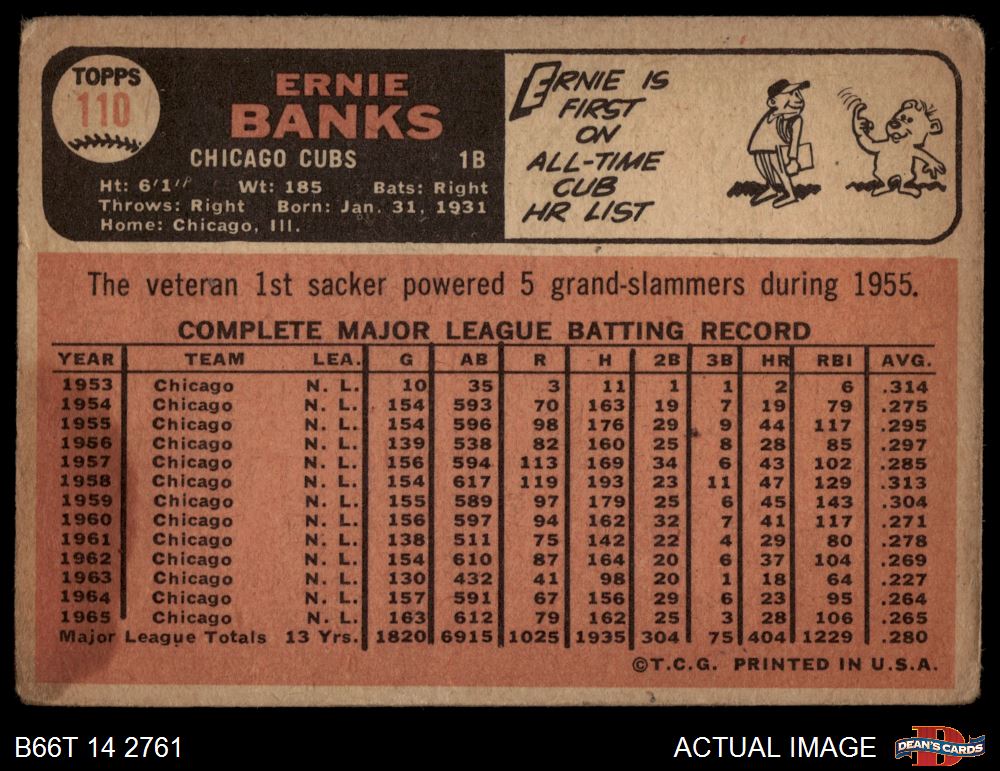 TOPPS
110
ERNIE
BANKS
CHICAGO CUBS 1B
Ht: 6'1" Wt: 185 Bats: Right
Throws: Right Born: Jan. 31, 1931
Home: Chicago, Ill.
ERNIE IS
FIRST
ON
ALL-TIME
CUB
HR LIST
The veteran 1st sacker powered 5 grand-slammers during 1955.
COMPLETE MAJOR LEAGUE BATTING RECORD
YEAR TEAM LEA. G AB R H 2B 3B HR RBI AVG.
1953 Chicago N. L. 10 35 3 11 1 1 2 6 .314
1954 Chicago N. L. 154 593 70 163 19 7 19 79 .275
1955 Chicago N. L. 154 596 98 176 29 9 44 117 .295
1956 Chicago N. L. 139 538 82 160 25 8 28 85 .297
1957 Chicago N. L. 156 594 113 169 34 6 43 102 .285
1958 Chicago N. L. 154 617 119 193 23 11 47 129 .313
1959 Chicago N. L. 155 589 97 179 25 6 45 143 .304
1960 Chicago N. L. 156 597 94 162 32 7 41 117 .271
1961 Chicago N. L. 138 511 75 142 22 4 29 80 .278
1962 Chicago N. L. 154 610 87 164 20 6 37 104 .269
1963 Chicago N. L. 130 432 41 98 20 1 18 64 .227
1964 Chicago N. L. 157 591 67 156 29 6 23 95 .264
1965 Chicago N. L. 163 612 79 162 25 3 28 106 .265
Major League Totals 13 Yrs. 1820 6915 1025 1935 304 75 404 1229 .280
©T.C.G. PRINTED IN U.S.A.
B66T 14 2761 ACTUAL IMAGE DEAN'S CARDS